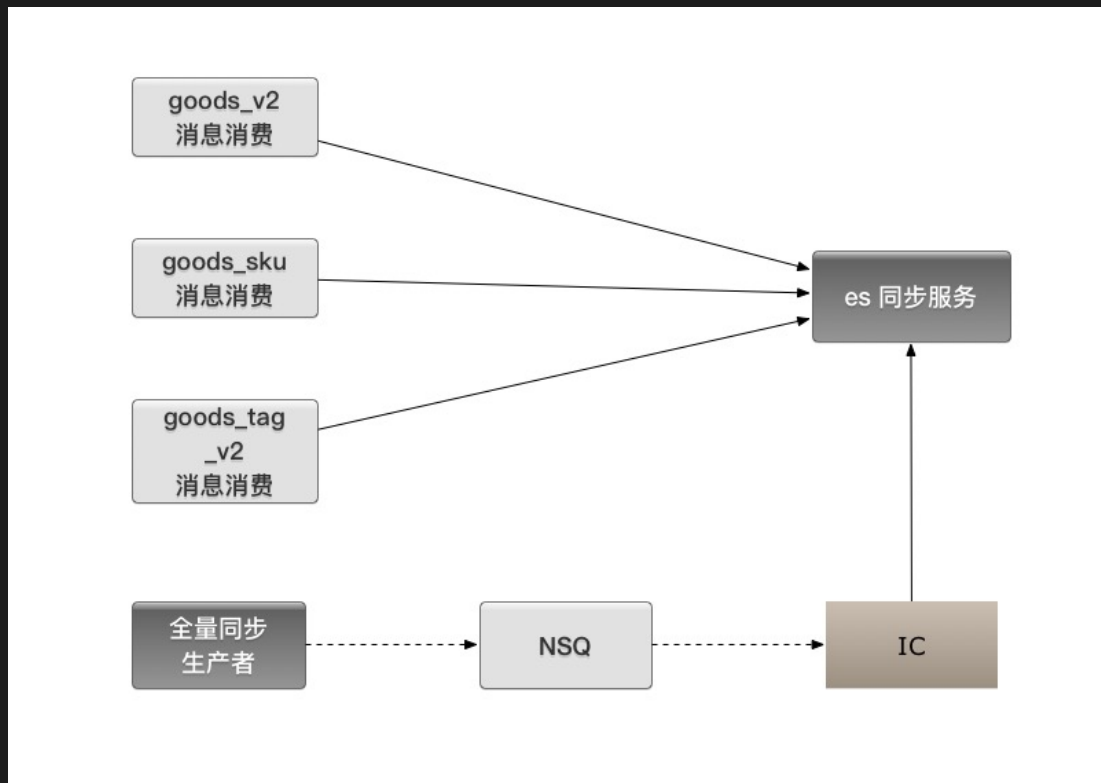 goods_v2
消息消费
goods_sku
消息消费
es 同步服务
goods_tag
_v2
消息消费
全量同步
生产者
NSQ
IC